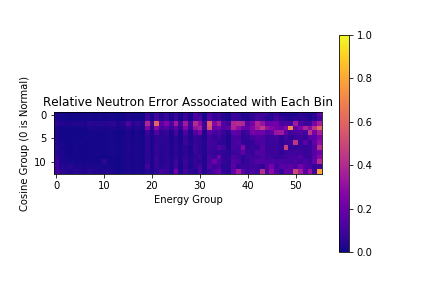 Relative Neutron Error Associated with Each Bin
Cosine Group (0 is Normal)
0
5
10
0 10 20 30 40 50
Energy Group
1.0
0.8
0.6
0.4
0.2
0.0